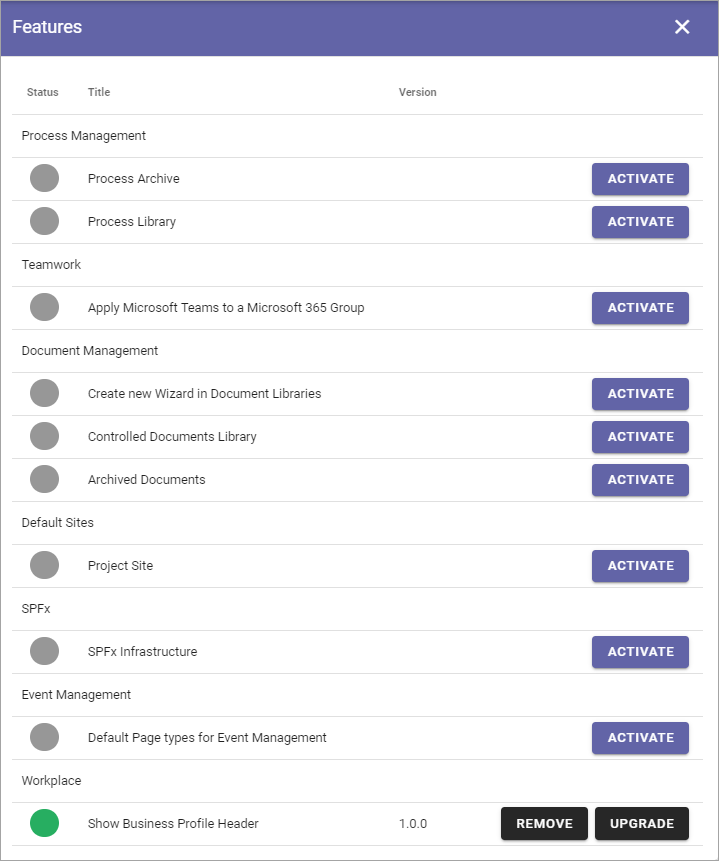 Features
Status Title Version
Process Management
Process Archive ACTIVATE
Process Library ACTIVATE
Teamwork
Apply Microsoft Teams to a Microsoft 365 Group ACTIVATE
Document Management
Create new Wizard in Document Libraries ACTIVATE
Controlled Documents Library ACTIVATE
Archived Documents ACTIVATE
Default Sites
Project Site ACTIVATE
SPFx
SPFx Infrastructure ACTIVATE
Event Management
Default Page types for Event Management ACTIVATE
Workplace
Show Business Profile Header 1.0.0 REMOVE UPGRADE